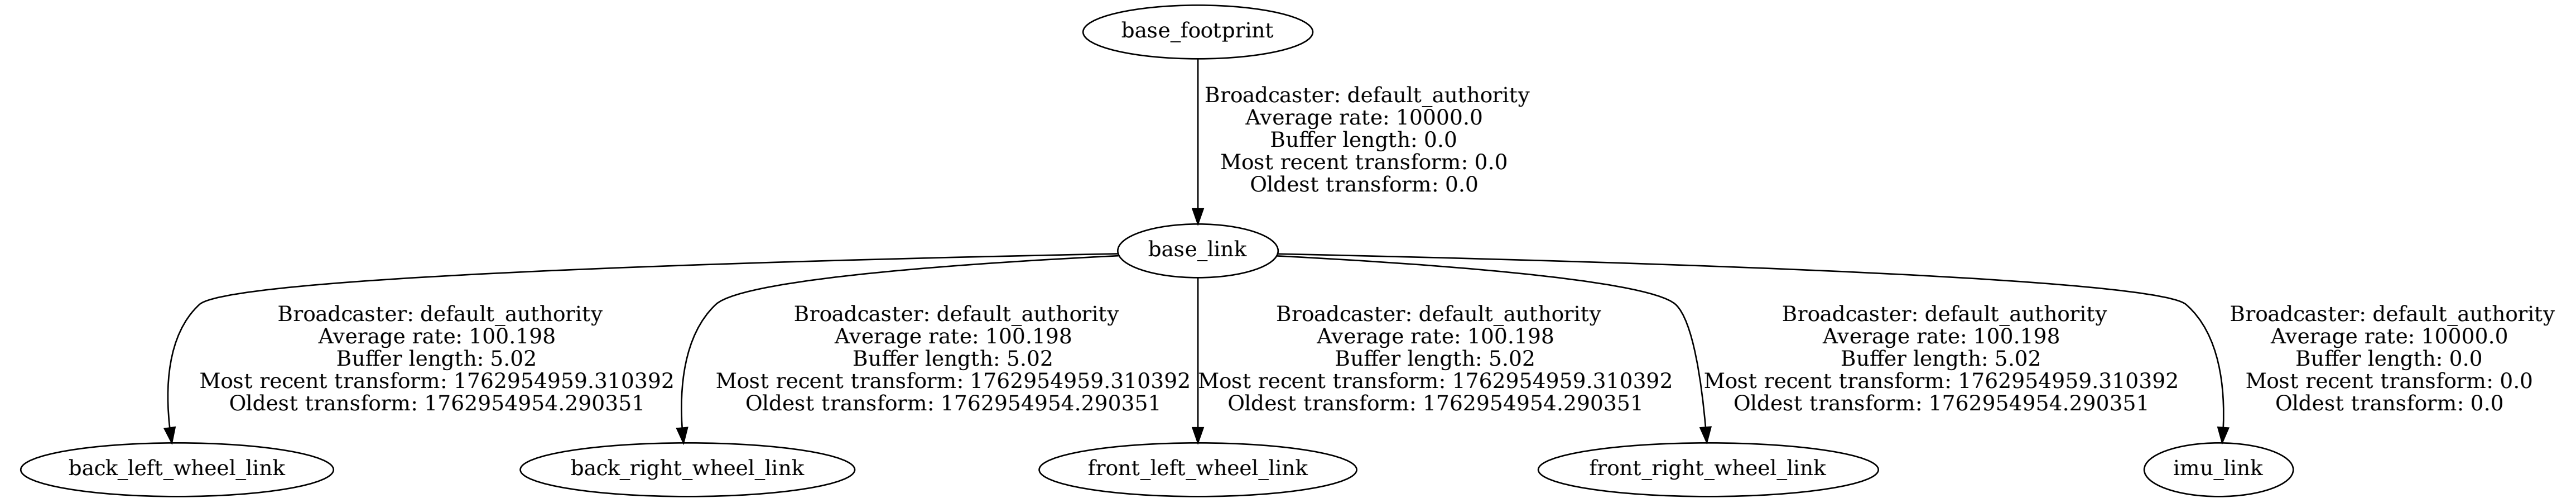 base_footprint
Broadcaster: default_authority
Average rate: 10000.0
Buffer length: 0.0
Most recent transform: 0.0
Oldest transform: 0.0
base_link
Broadcaster: default_authority
Average rate: 100.198
Buffer length: 5.02
Most recent transform: 1762954959.310392
Oldest transform: 1762954954.290351
Broadcaster: default_authority
Average rate: 100.198
Buffer length: 5.02
Most recent transform: 1762954959.310392
Oldest transform: 1762954954.290351
Broadcaster: default_authority
Average rate: 100.198
Buffer length: 5.02
Most recent transform: 1762954959.310392
Oldest transform: 1762954954.290351
Broadcaster: default_authority
Average rate: 100.198
Buffer length: 5.02
Most recent transform: 1762954959.310392
Oldest transform: 1762954954.290351
Broadcaster: default_authority
Average rate: 10000.0
Buffer length: 0.0
Most recent transform: 0.0
Oldest transform: 0.0
back_left_wheel_link
back_right_wheel_link
front_left_wheel_link
front_right_wheel_link
imu_link